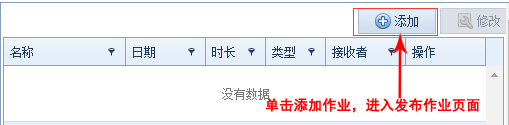 添加 修改
名称 日期 时长 类型 接收者 操作
没有数据
单击添加作业，进入发布作业页面